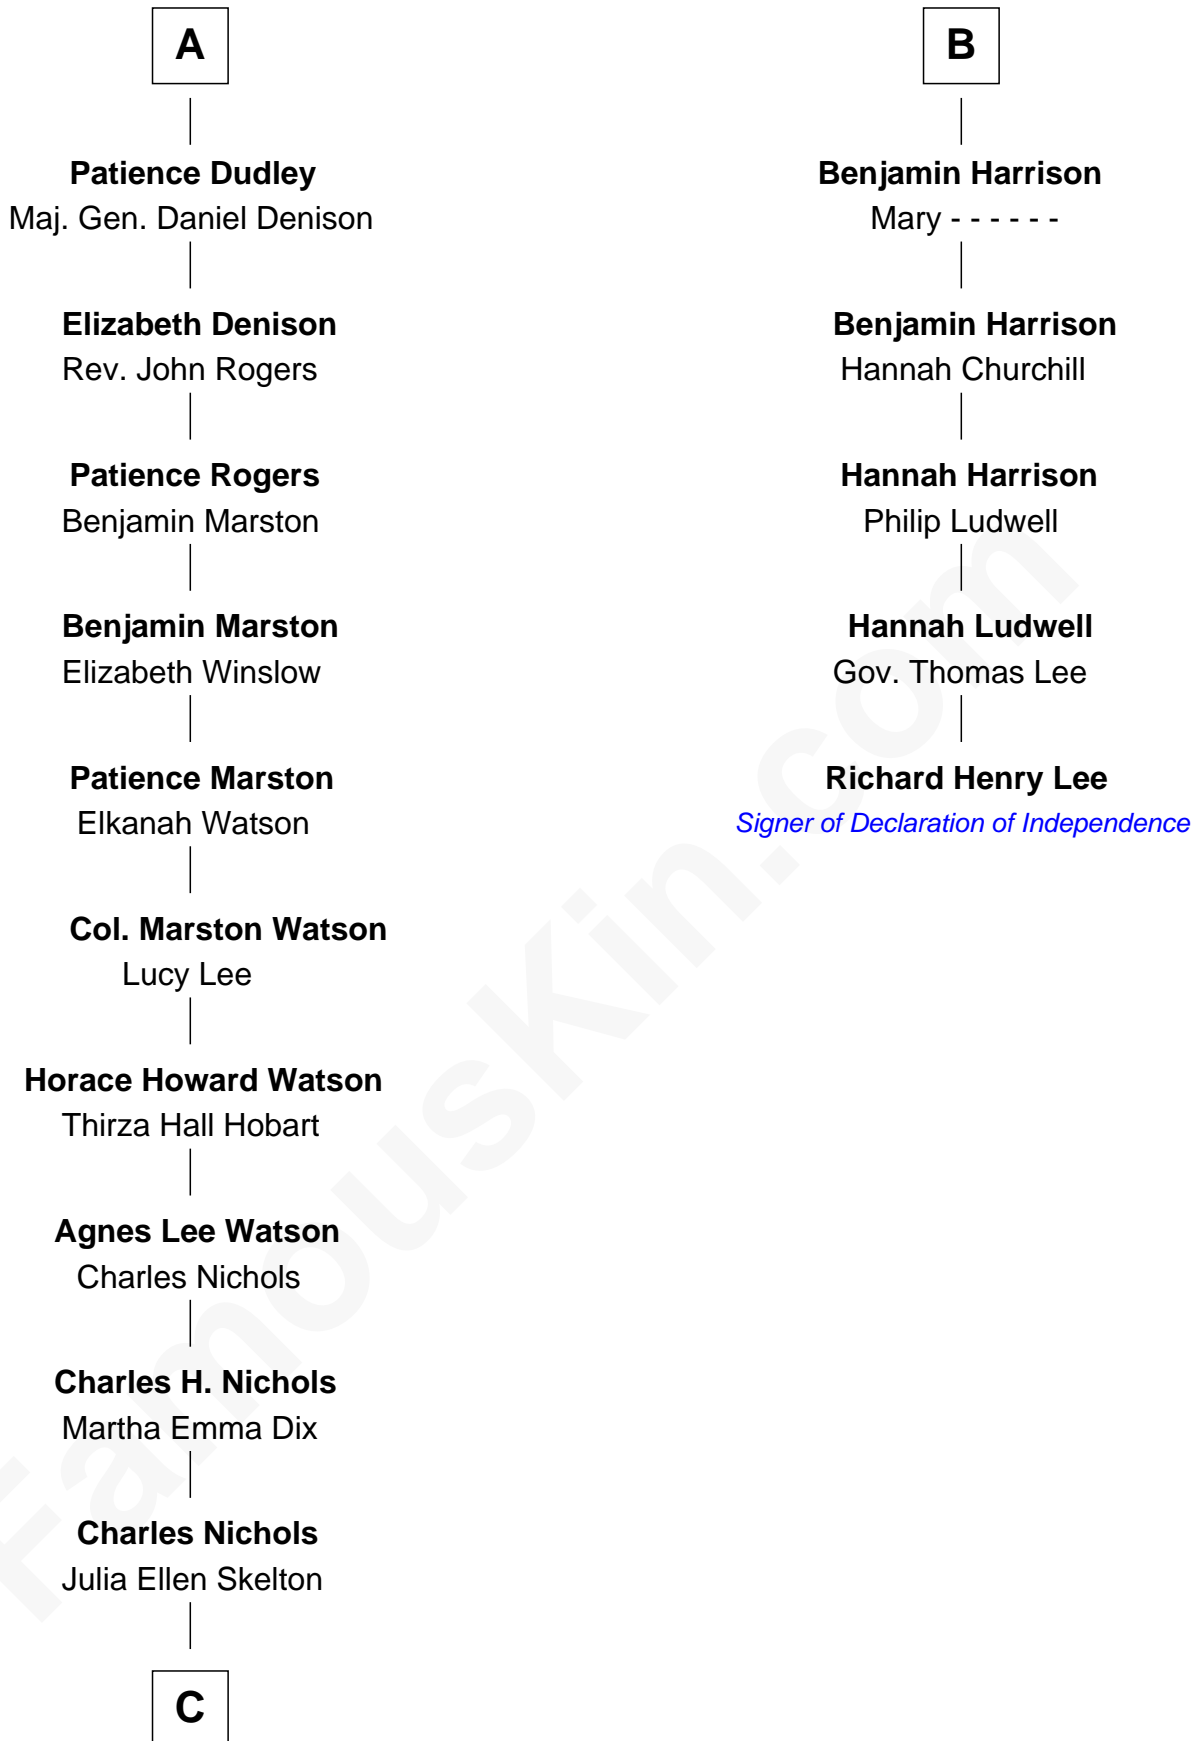 A
Patience Dudley
Maj. Gen. Daniel Denison
Elizabeth Denison
Rev. John Rogers
Patience Rogers
Benjamin Marston
Benjamin Marston
Elizabeth Winslow
Patience Marston
Elkanah Watson
Col. Marston Watson
Lucy Lee
Horace Howard Watson
Thirza Hall Hobart
Agnes Lee Watson
Charles Nichols
Charles H. Nichols
Martha Emma Dix
Charles Nichols
Julia Ellen Skelton
C
B
Benjamin Harrison
Mary - - - - - -
Benjamin Harrison
Hannah Churchill
Hannah Harrison
Philip Ludwell
Hannah Ludwell
Gov. Thomas Lee
Richard Henry Lee
Signer of Declaration of Independence
FamousKin.com